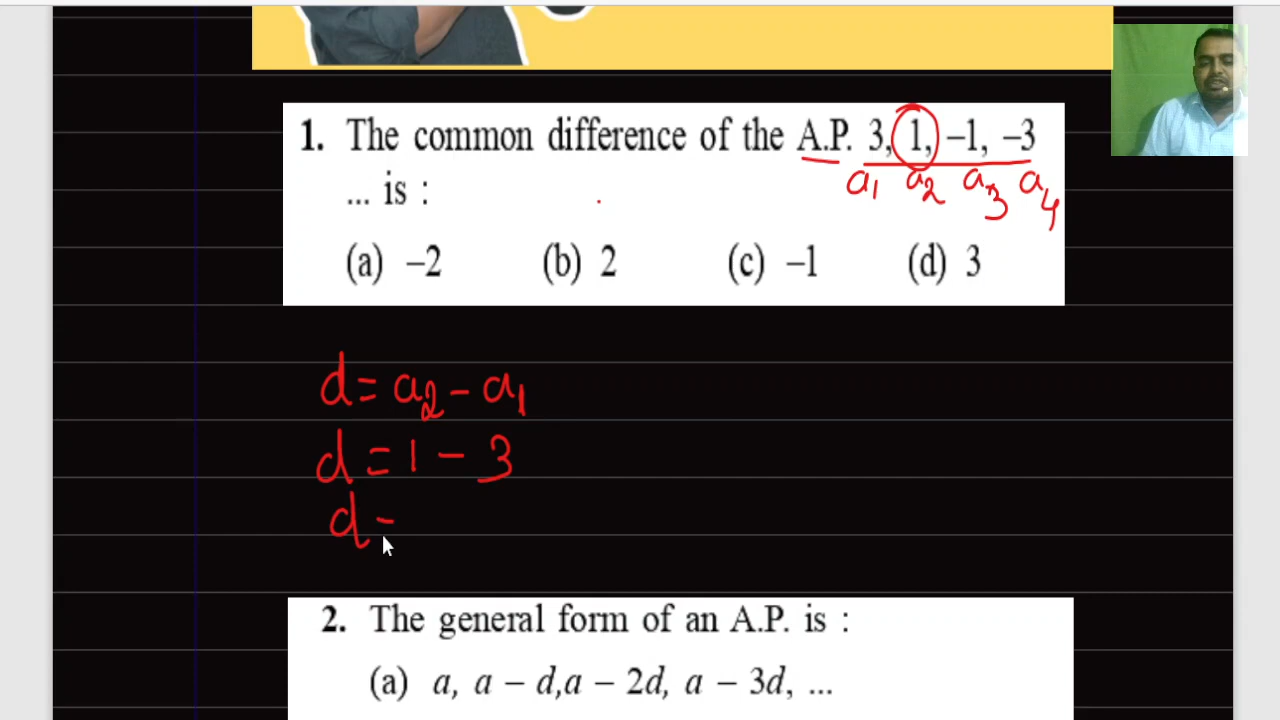 1. The common difference of the A.P. 3, 1, –1, –3
a1 a2 a3 a4
... is :
(a) –2 (b) 2 (c) –1 (d) 3
d = a2 – a1
d = 1 – 3
d =
2. The general form of an A.P. is :
(a) a, a – d,a – 2d, a – 3d, ...